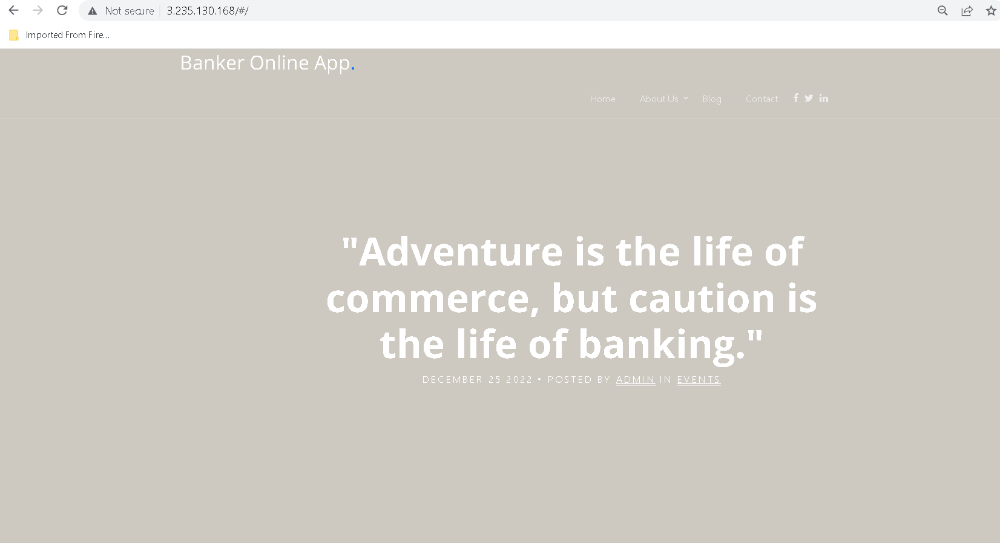 Not secure 3.235.130.168/#/
Imported From Fire...
Banker Online App.
Home About Us Blog Contact
"Adventure is the life of
commerce, but caution is
the life of banking."
DECEMBER 25 2022 • POSTED BY ADMIN IN EVENTS